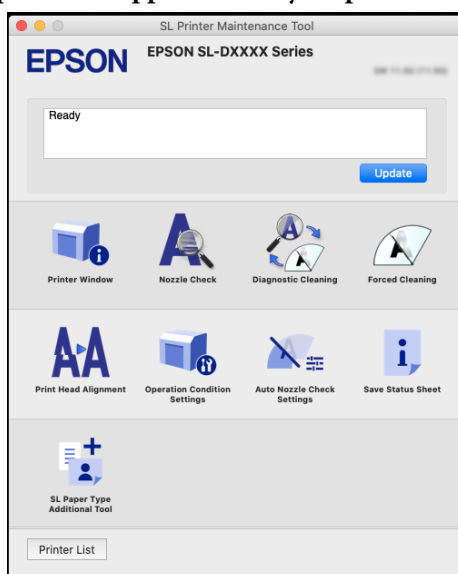 SL Printer Maintenance Tool
EPSON
EPSON SL-DXXXX Series
Ready
Update
Printer Window
Nozzle Check
Diagnostic Cleaning
Forced Cleaning
Print Head Alignment
Operation Condition
Settings
Auto Nozzle Check
Settings
Save Status Sheet
SL Paper Type
Additional Tool
Printer List